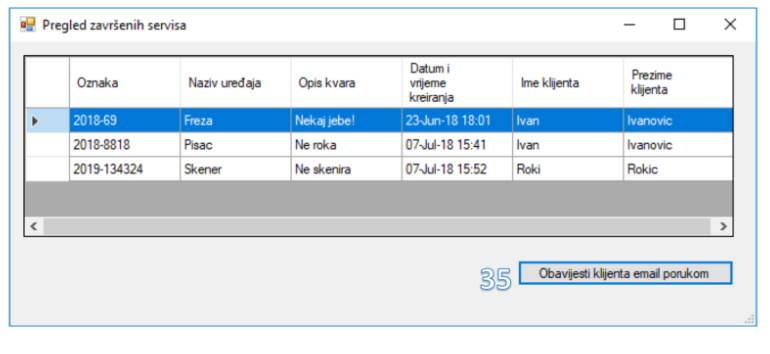 Pregled završenih servisa
Oznaka Naziv uređaja Opis kvara Datum i vrijeme kreiranja Ime klijenta Prezime klijenta
2018-69 Freza Nekaj jebe! 23-Jun-18 18:01 Ivan Ivanovic
2018-8818 Pisac Ne roka 07-Jul-18 15:41 Ivan Ivanovic
2019-134324 Skener Ne skenira 07-Jul-18 15:52 Roki Rokic
35 Obavijesti klijenta email porukom